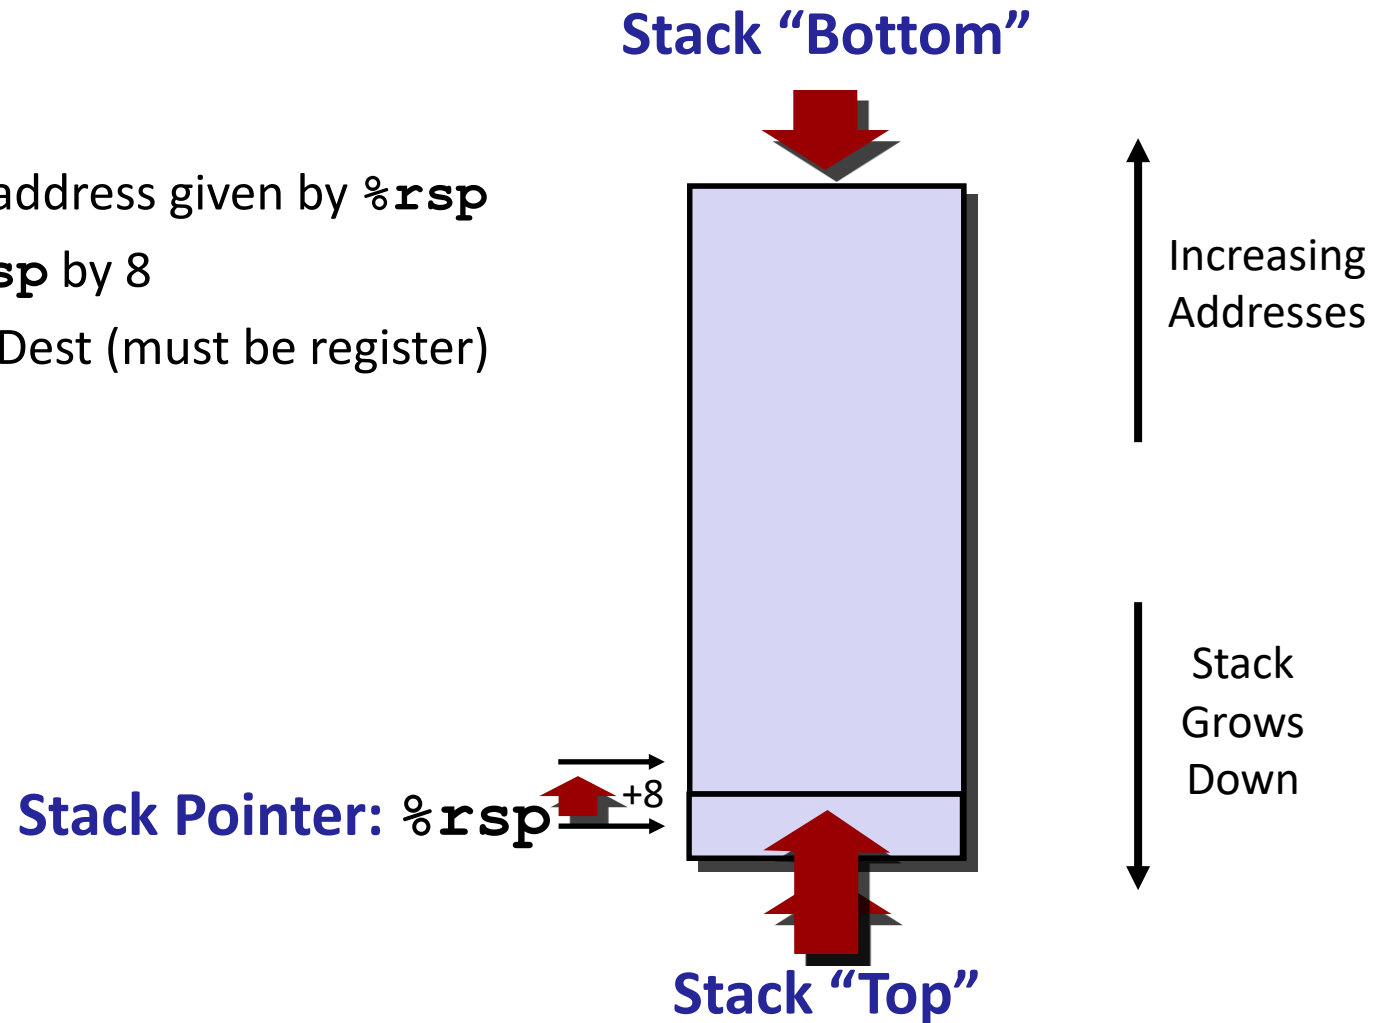 Stack “Bottom”
address given by %rsp
sp by 8
Dest (must be register)
Increasing
Addresses
Stack
Grows
Down
+8
Stack Pointer: %rsp
Stack “Top”